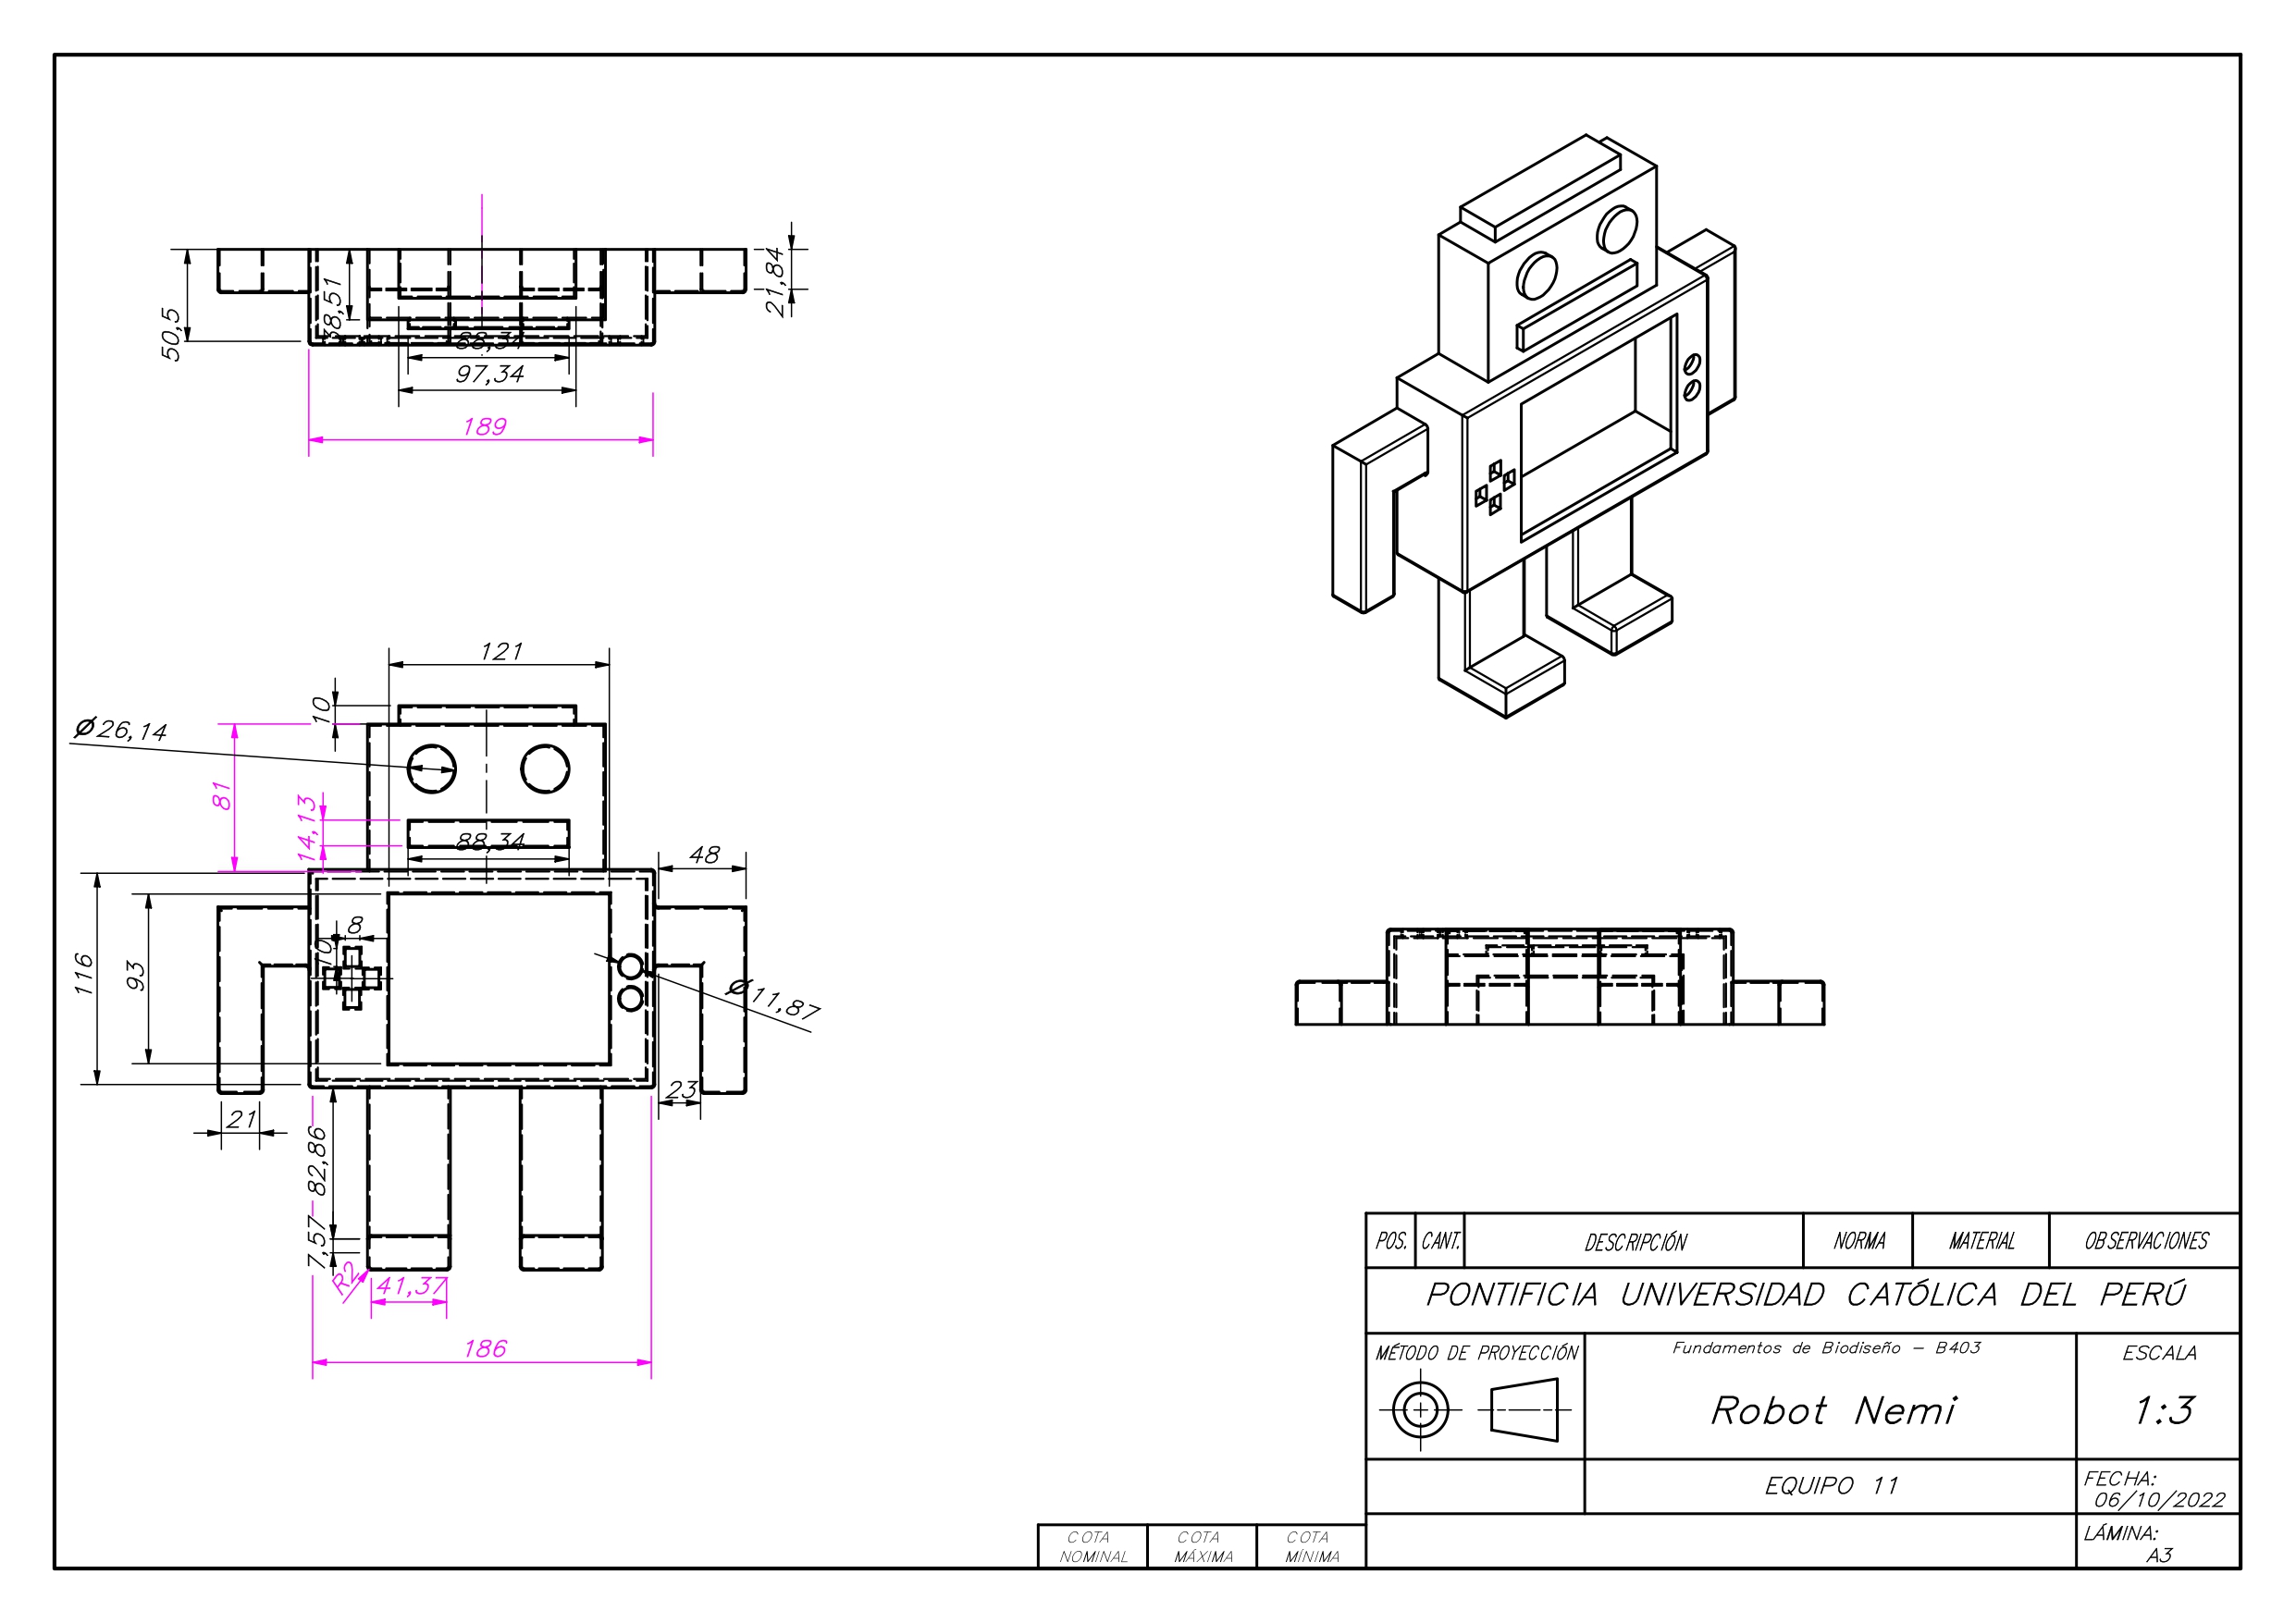 21,84
38,51
50,5
88,34
97,34
189
121
10
Ø26,14
81
14,13
88,34
48
8
10
116
93
Ø11,87
23
21
82,86
7,57
R2
41,37
186
POS. CANT. DESCRIPCIÓN NORMA MATERIAL OBSERVACIONES
PONTIFICIA UNIVERSIDAD CATÓLICA DEL PERÚ
MÉTODO DE PROYECCIÓN
Fundamentos de Biodiseño - B403
Robot Nemi
ESCALA
1:3
EQUIPO 11
FECHA:
06/10/2022
LÁMINA:
A3
COTA NOMINAL
COTA MÁXIMA
COTA MÍNIMA